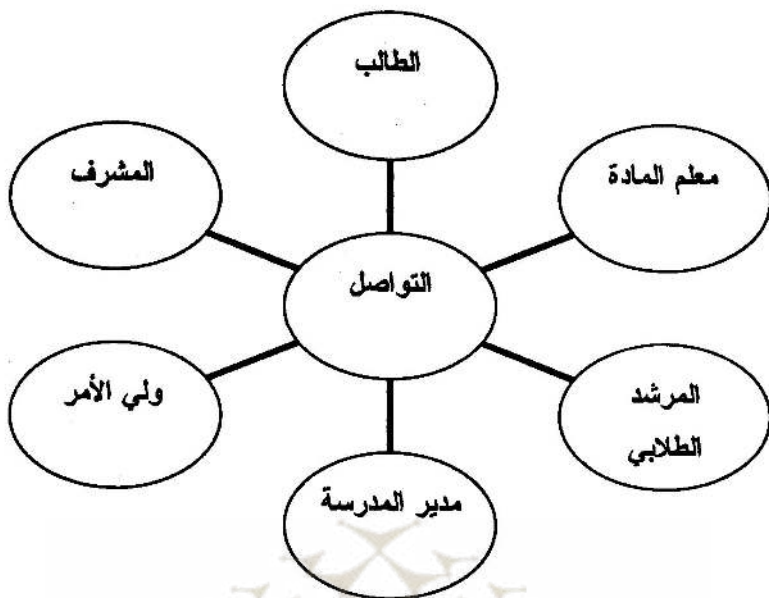 الطالب
معلم المادة
المشرف
التواصل
المرشد
الطلابي
ولي الأمر
مدير المدرسة